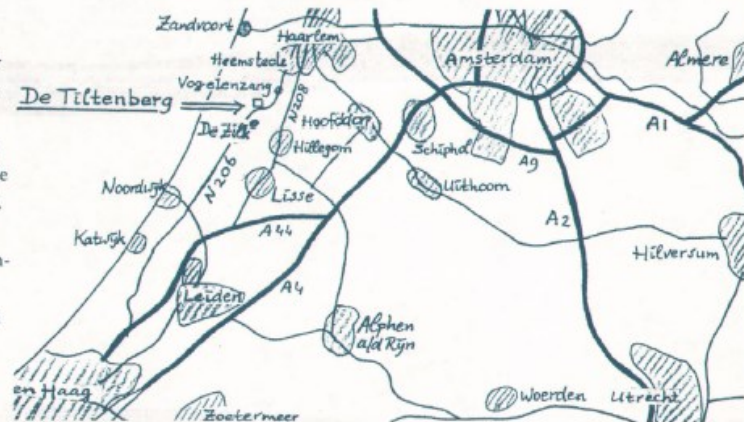 Zandvoort
Haarlem
Heemstede
Vogelenzang
De Tiltenberg
De Zilk
N208
N206
Hoofddorp
Hillegom
Lisse
Noordwijk
Katwijk
A44
A4
Leiden
en Haag
Zoetermeer
Alphen
a/d Rijn
Woerden
Utrecht
Amsterdam
Schiphol
A9
Uithoorn
A2
A1
Almere
Hilversum
e
n-